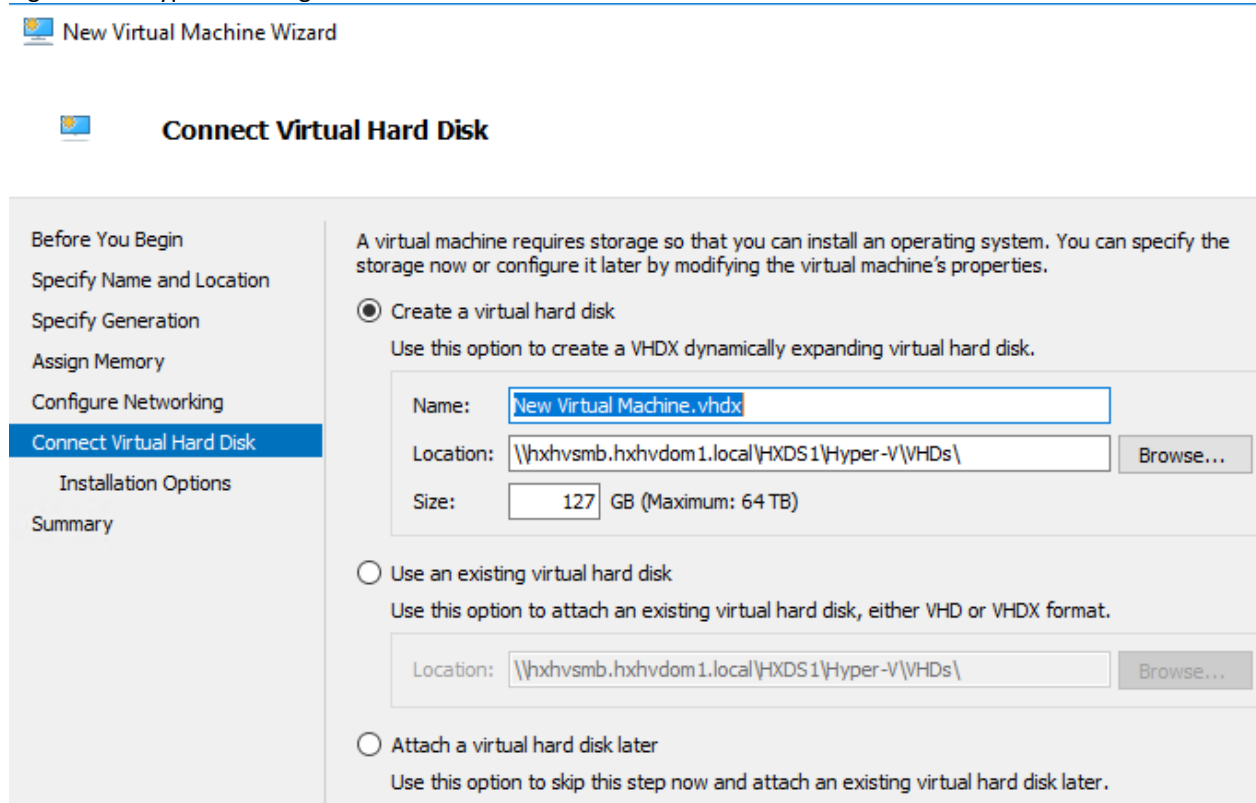 New Virtual Machine Wizard
Connect Virtual Hard Disk
Before You Begin
Specify Name and Location
Specify Generation
Assign Memory
Configure Networking
Connect Virtual Hard Disk
Installation Options
Summary
A virtual machine requires storage so that you can install an operating system. You can specify the
storage now or configure it later by modifying the virtual machine's properties.
Create a virtual hard disk
Use this option to create a VHDX dynamically expanding virtual hard disk.
Name: New Virtual Machine.vhdx
Location: \\hxhvsmb.hxhvdom1.local\HXDS1\Hyper-V\VHDs\ Browse...
Size: 127 GB (Maximum: 64 TB)
Use an existing virtual hard disk
Use this option to attach an existing virtual hard disk, either VHD or VHDX format.
Location: \\hxhvsmb.hxhvdom1.local\HXDS1\Hyper-V\VHDs\ Browse...
Attach a virtual hard disk later
Use this option to skip this step now and attach an existing virtual hard disk later.